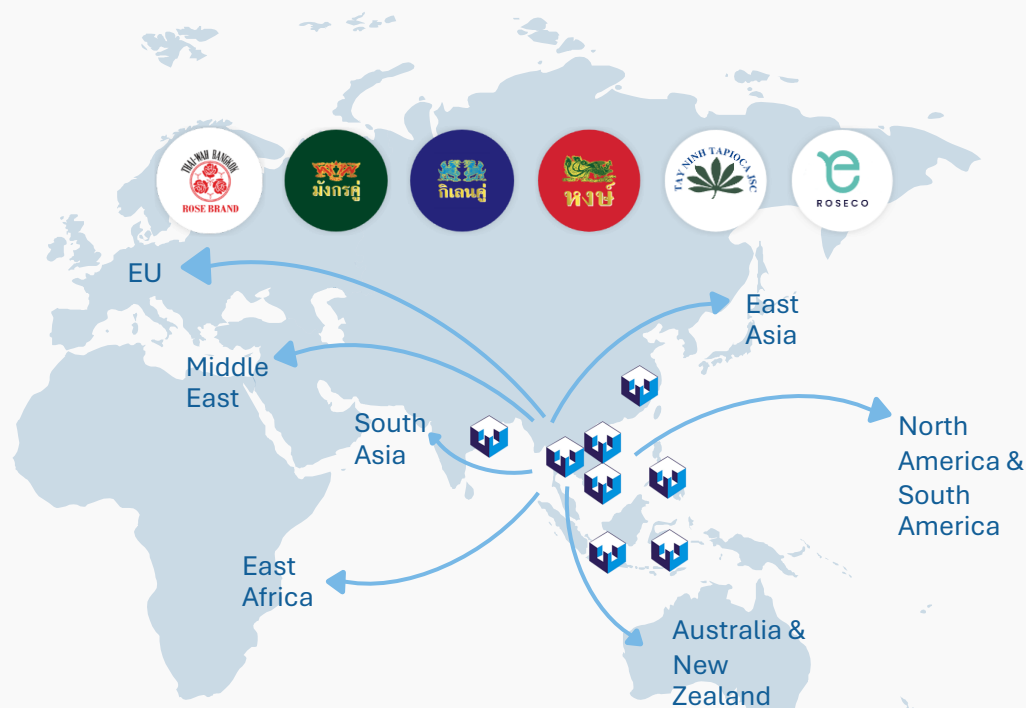 THAI-WAH BANGKOK
ROSE BRAND
มังกรคู่
กิเลนคู่
หงษ์
TAY NINH TAPIOCA JSC
ROSECO
EU
East
Asia
Middle
East
South
Asia
North
America &
South
America
East
Africa
Australia &
New
Zealand